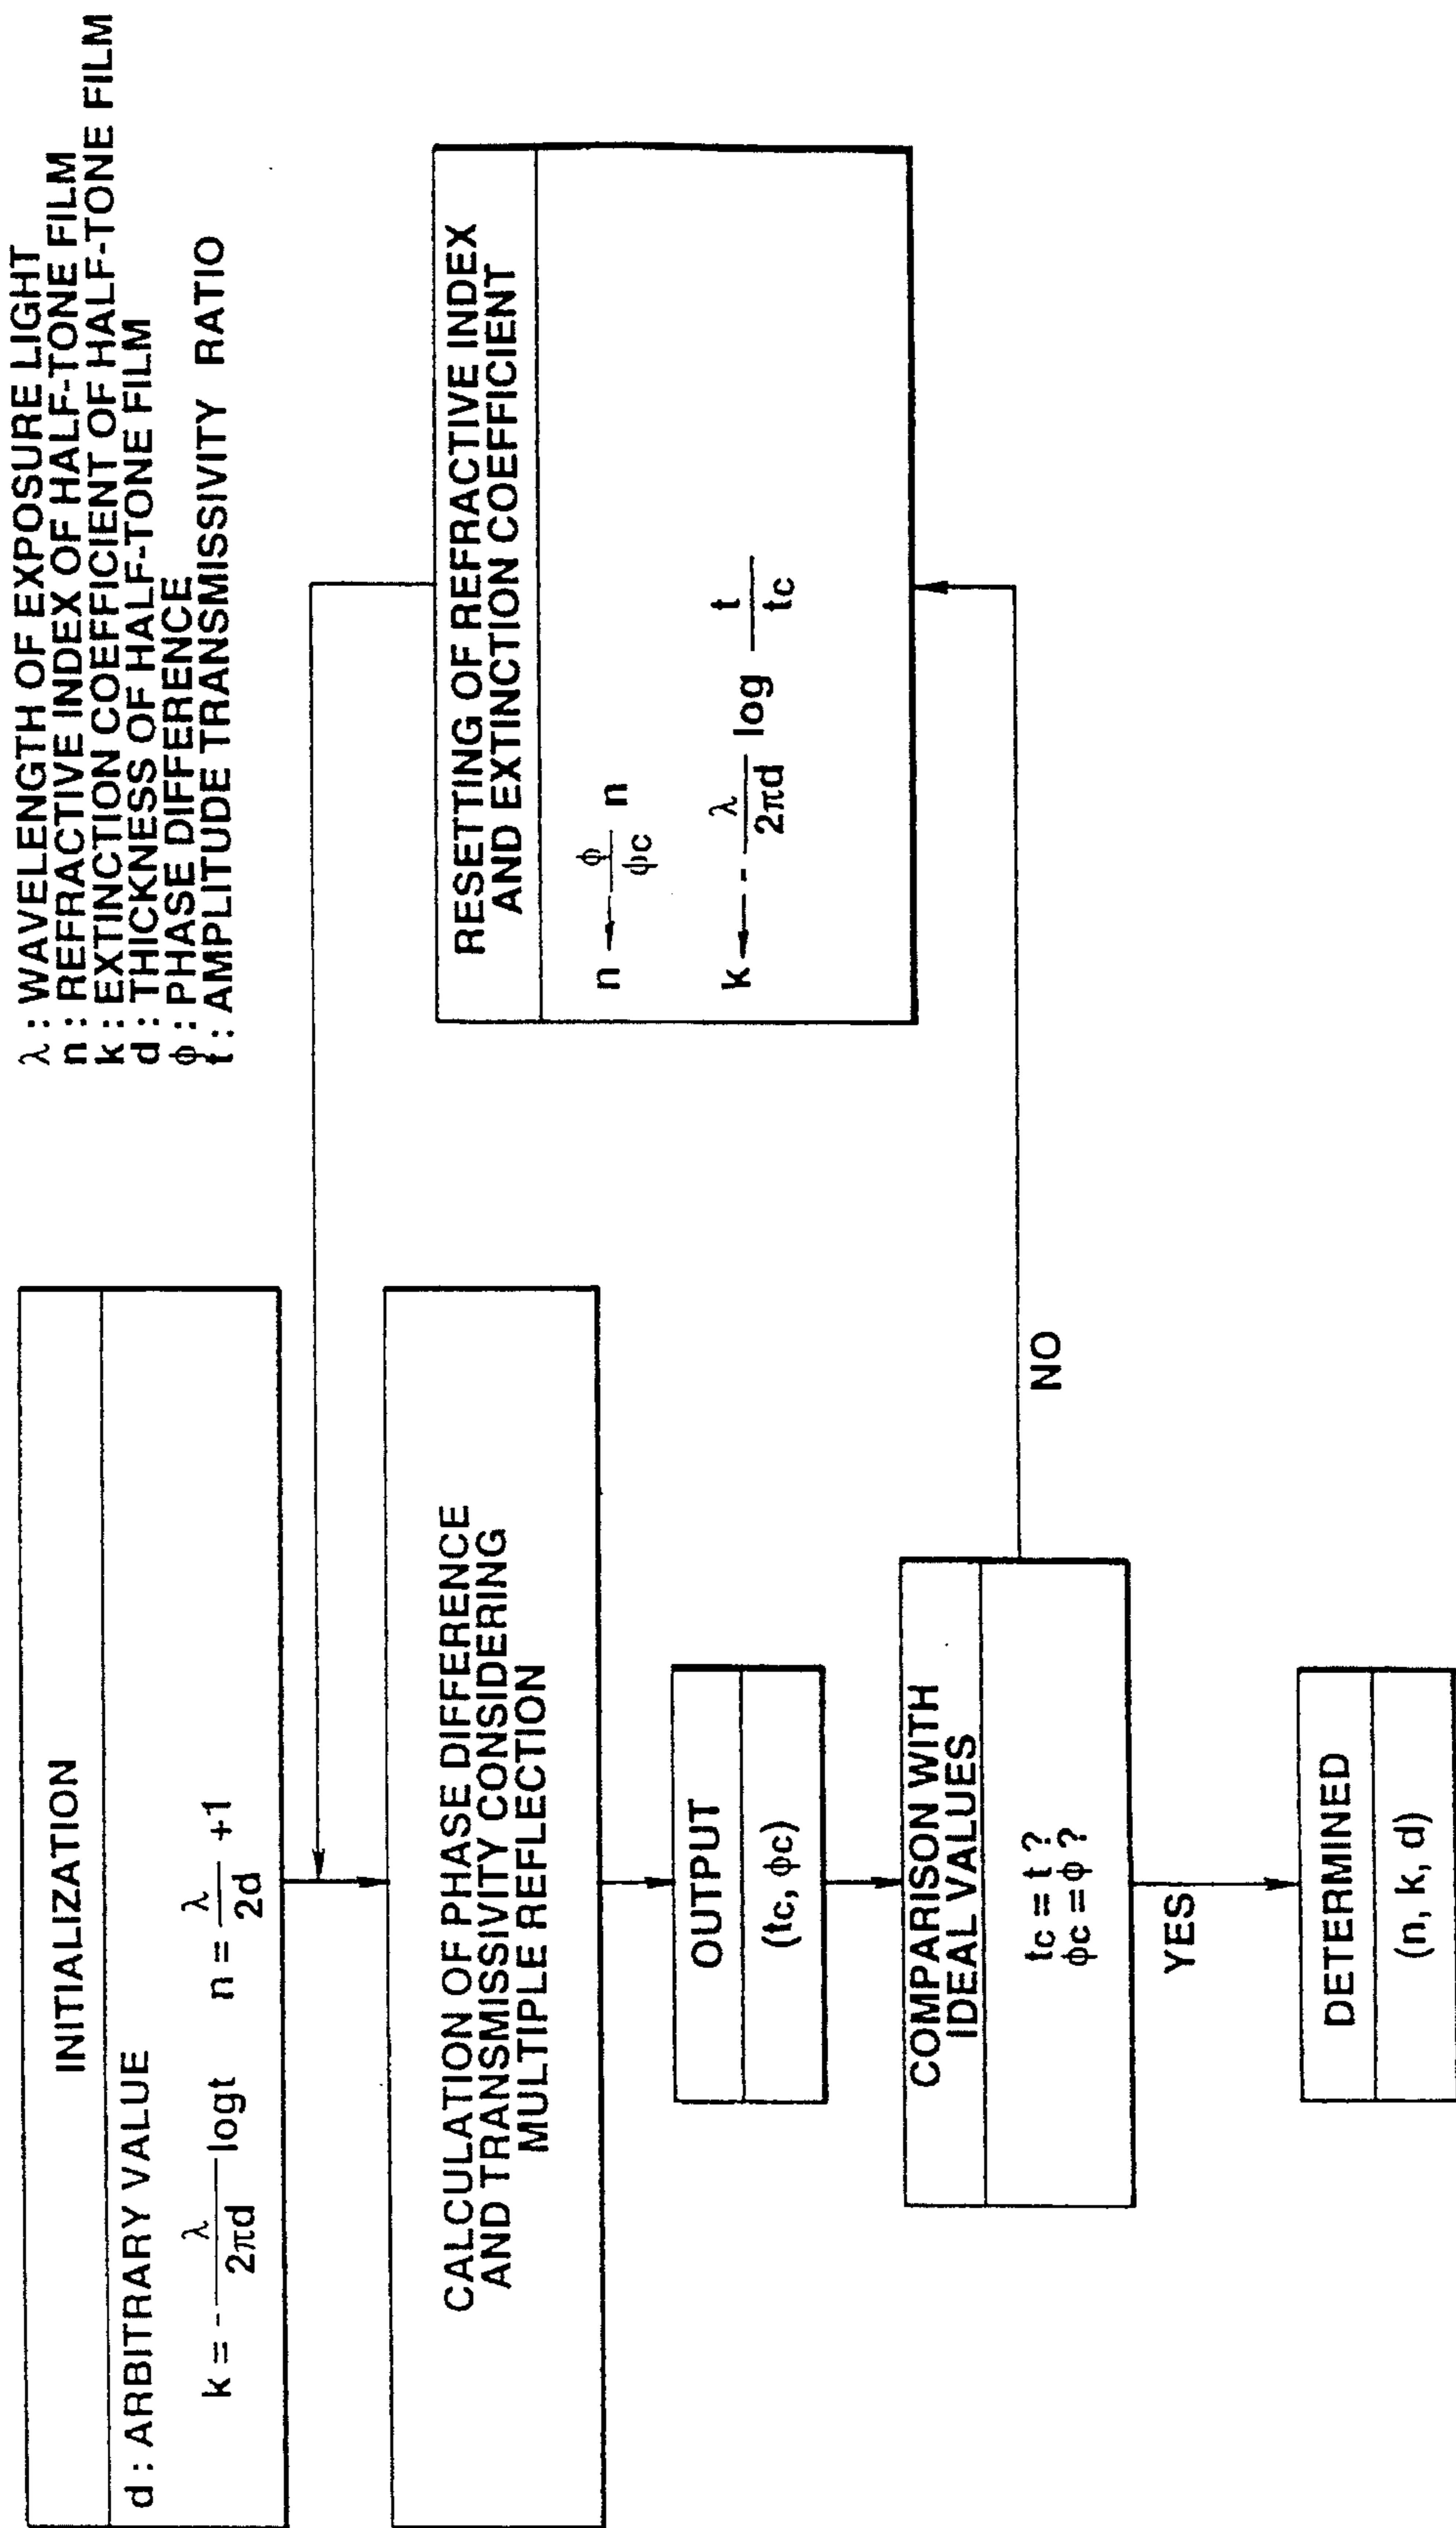 λ : WAVELENGTH OF EXPOSURE LIGHT
n : REFRACTIVE INDEX OF HALF-TONE FILM
k : EXTINCTION COEFFICIENT OF HALF-TONE FILM
d : THICKNESS OF HALF-TONE FILM
ϕ : PHASE DIFFERENCE
t : AMPLITUDE TRANSMISSIVITY RATIO
INITIALIZATION
d : ARBITRARY VALUE
k = - λ/2πd logt   n = λ/2d +1
CALCULATION OF PHASE DIFFERENCE
AND TRANSMISSIVITY CONSIDERING
MULTIPLE REFLECTION
OUTPUT
(tc, ϕc)
COMPARISON WITH
IDEAL VALUES
tc = t ?
ϕc = ϕ ?
YES
NO
DETERMINED
(n, k, d)
RESETTING OF REFRACTIVE INDEX
AND EXTINCTION COEFFICIENT
n ← ϕ/ϕc n
k ← - λ/2πd log t/tc